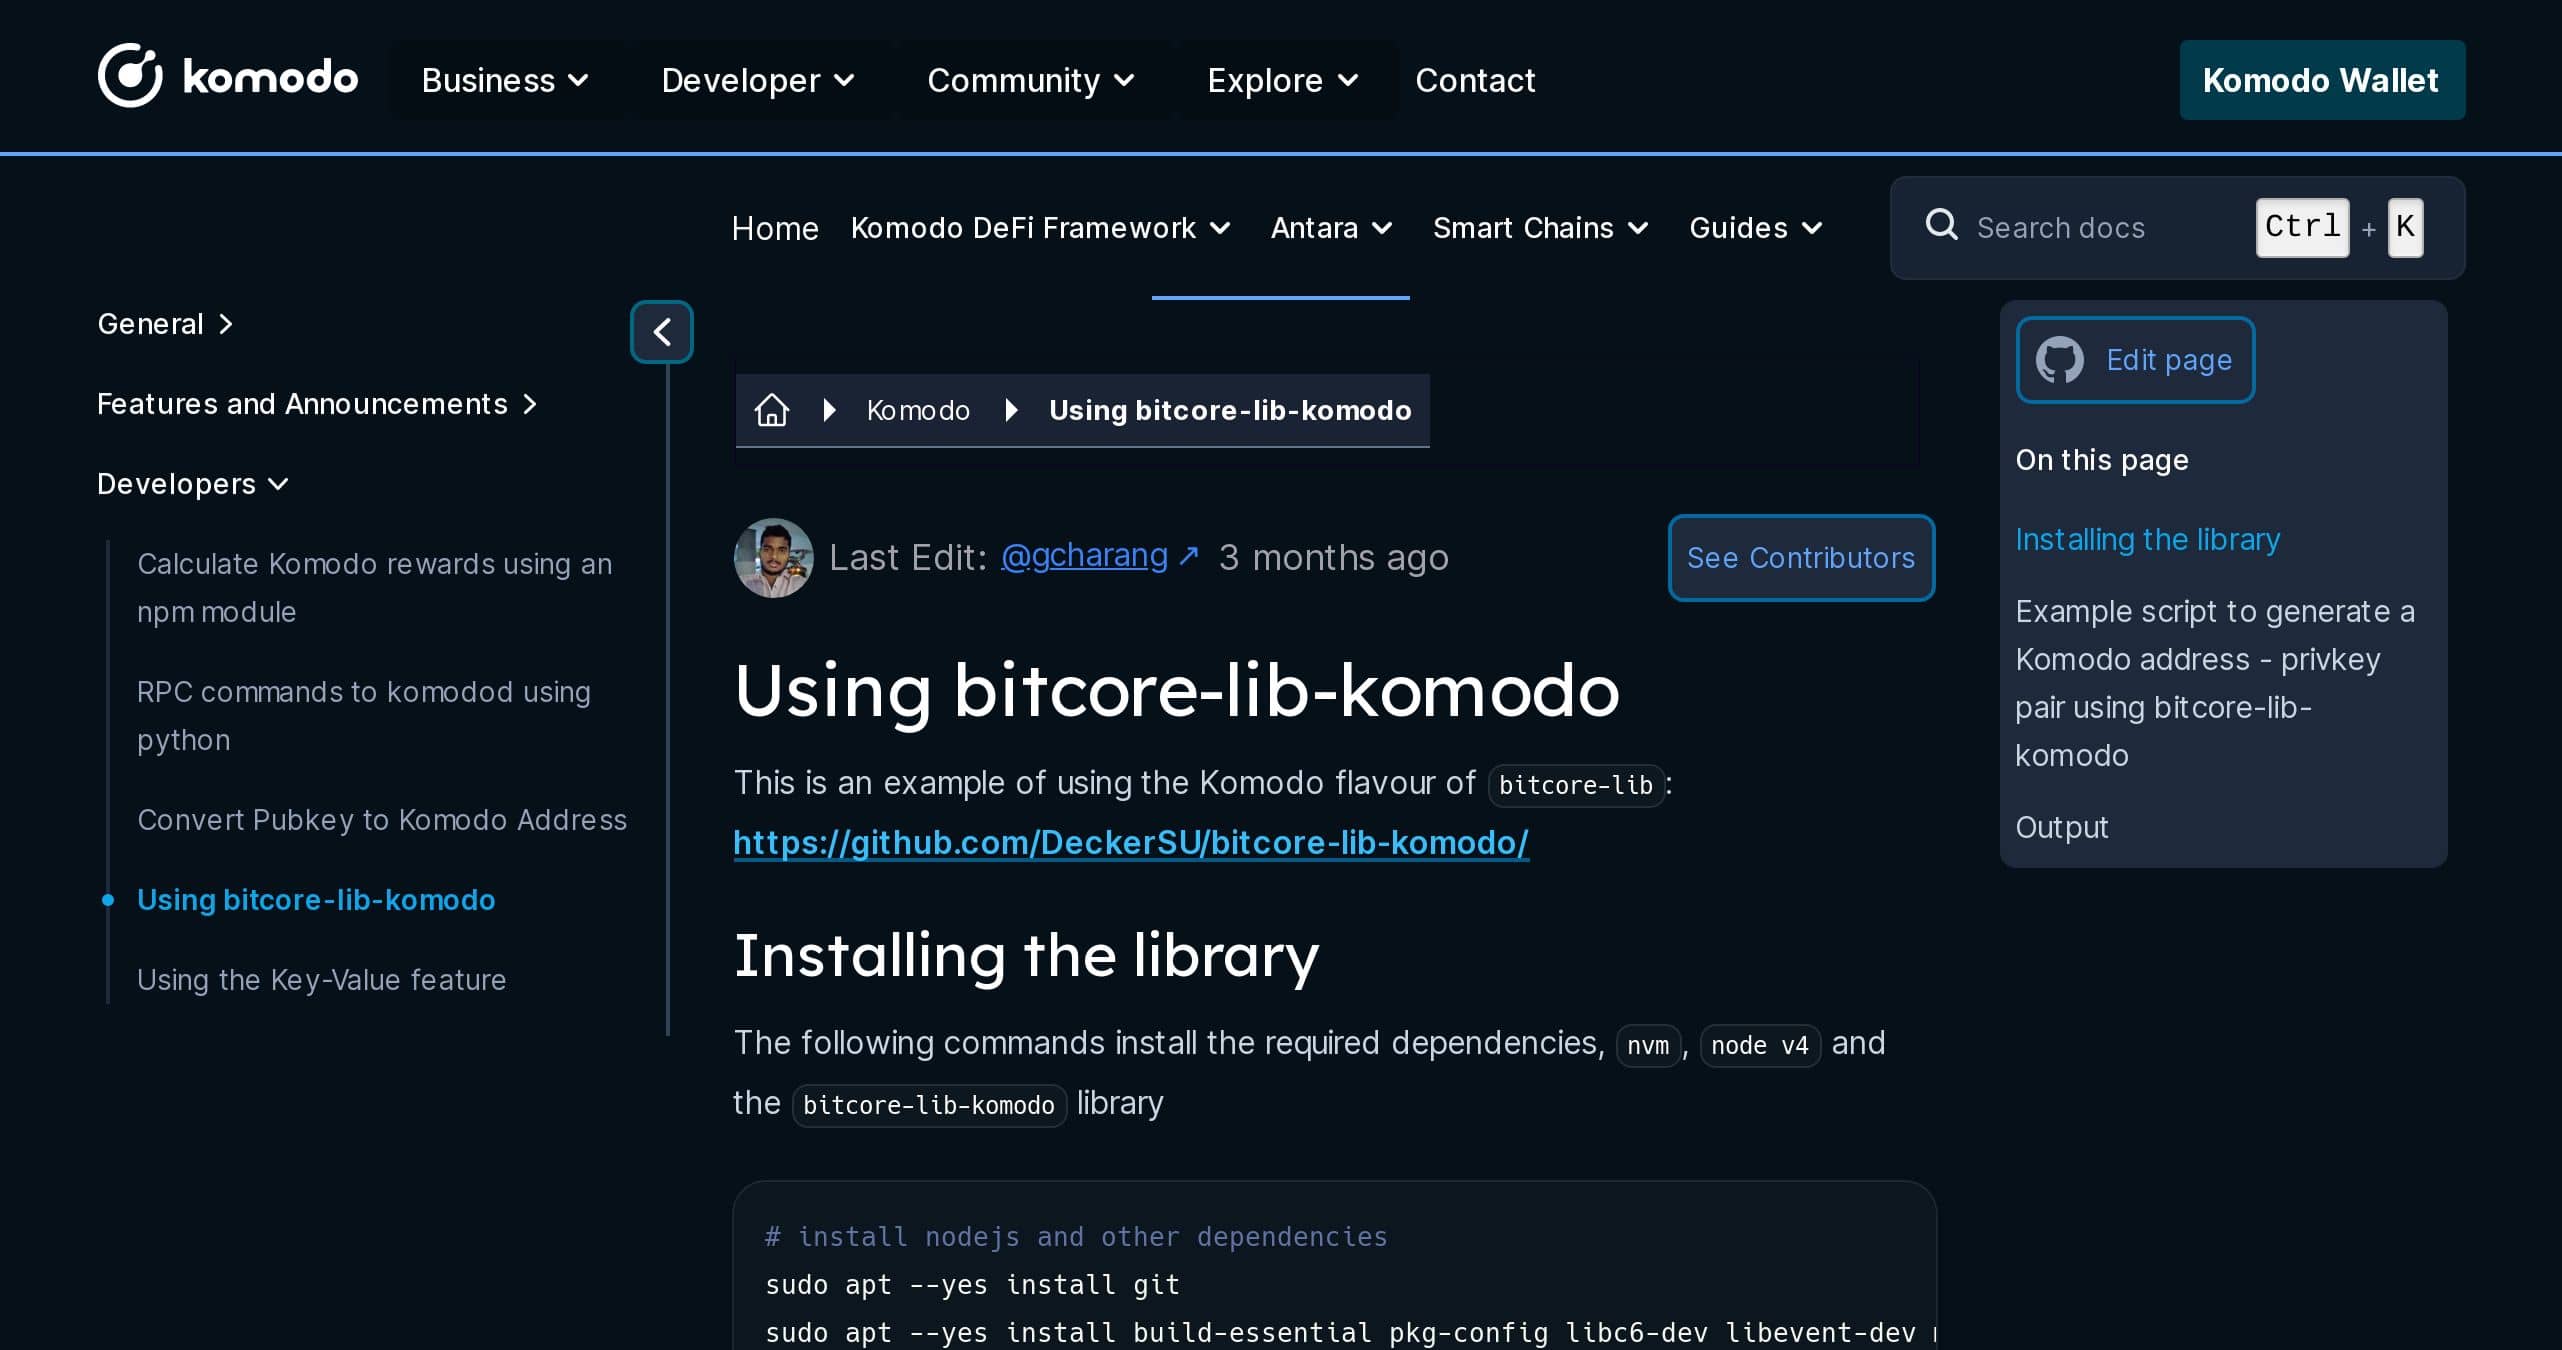 komodo Business Developer Community Explore Contact Komodo Wallet
Home Komodo DeFi Framework Antara Smart Chains Guides Search docs Ctrl + K
General
Features and Announcements
Developers
Calculate Komodo rewards using an
npm module
RPC commands to komodod using
python
Convert Pubkey to Komodo Address
Using bitcore-lib-komodo
Using the Key-Value feature
Komodo Using bitcore-lib-komodo
Last Edit: @gcharang ↗ 3 months ago See Contributors
Using bitcore-lib-komodo
This is an example of using the Komodo flavour of bitcore-lib:
https://github.com/DeckerSU/bitcore-lib-komodo/
Installing the library
The following commands install the required dependencies, nvm, node v4 and
the bitcore-lib-komodo library
# install nodejs and other dependencies
sudo apt --yes install git
sudo apt --yes install build-essential pkg-config libc6-dev libevent-dev
Edit page
On this page
Installing the library
Example script to generate a
Komodo address - privkey
pair using bitcore-lib-
komodo
Output